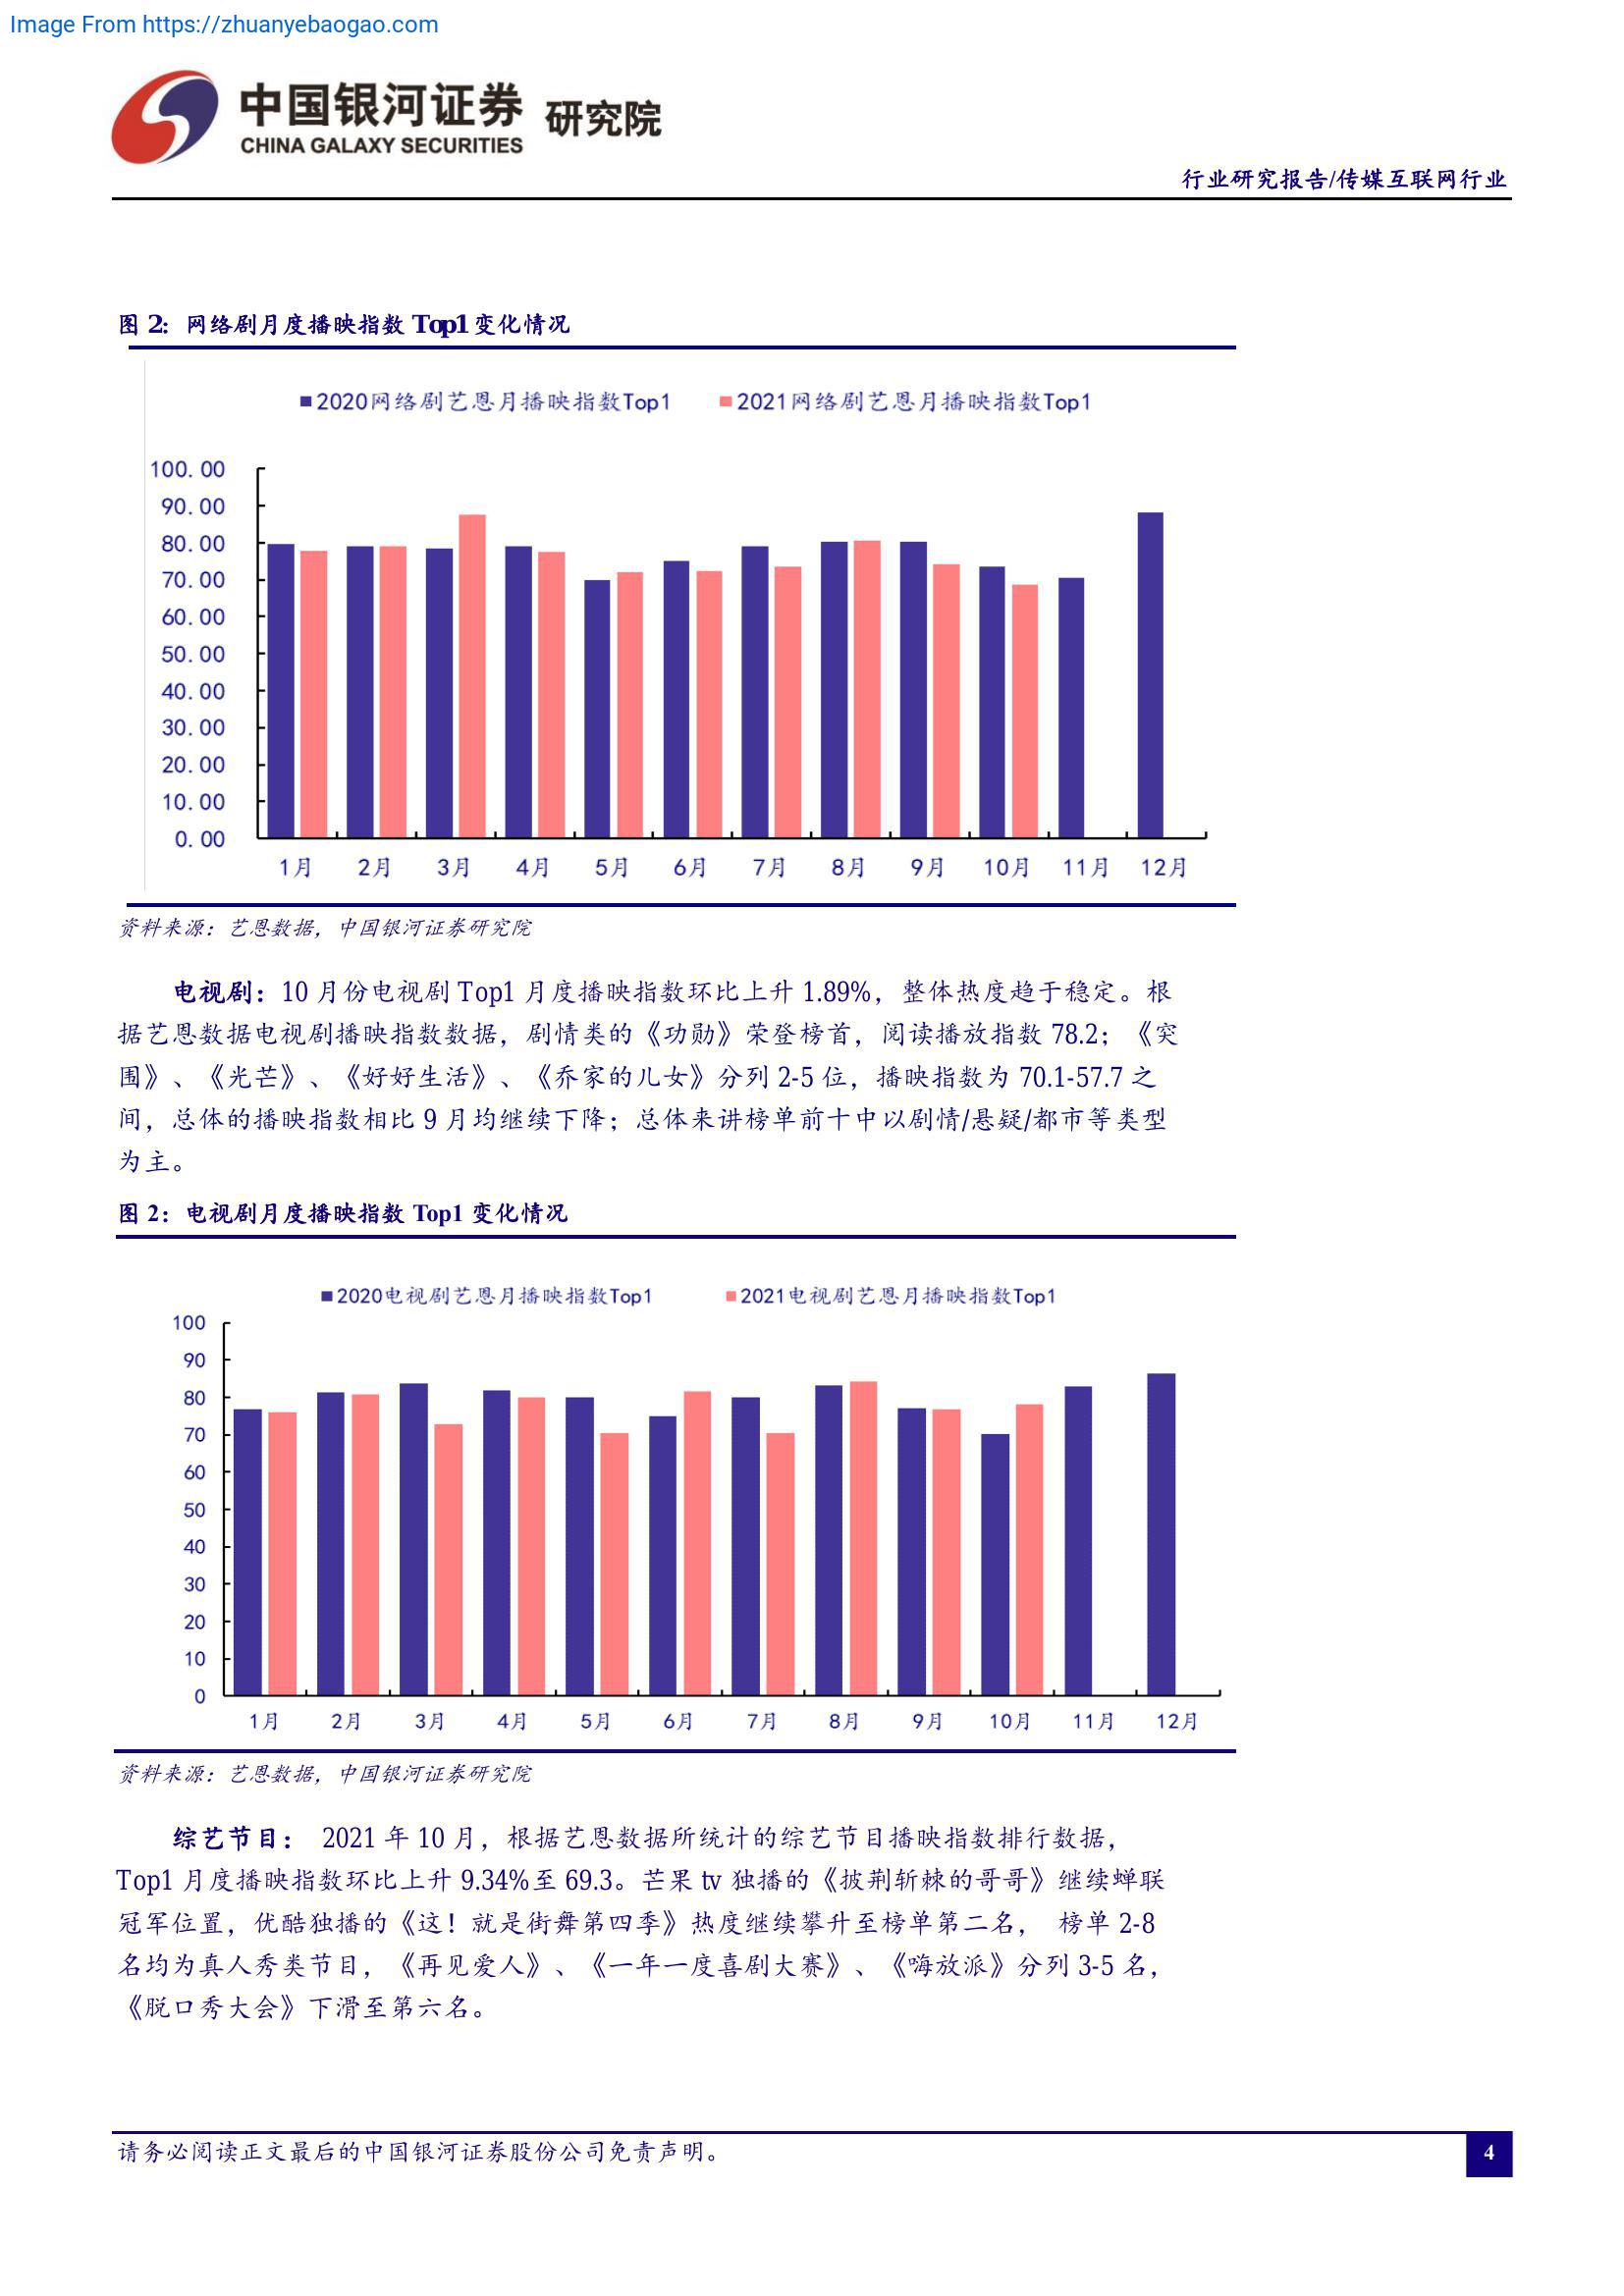 Image From https://zhuanyebaogao.com
中国银河证券 研究院
CHINA GALAXY SECURITIES
行业研究报告/传媒互联网行业
图 2：网络剧月度播映指数 Top1 变化情况
2020网络剧艺恩月播映指数Top1 2021网络剧艺恩月播映指数Top1
100.00
90.00
80.00
70.00
60.00
50.00
40.00
30.00
20.00
10.00
0.00
1月 2月 3月 4月 5月 6月 7月 8月 9月 10月 11月 12月
资料来源：艺恩数据，中国银河证券研究院
电视剧：10 月份电视剧 Top1 月度播映指数环比上升 1.89%，整体热度趋于稳定。根
据艺恩数据电视剧播映指数数据，剧情类的《功勋》荣登榜首，阅读播放指数 78.2；《突
围》、《光芒》、《好好生活》、《乔家的儿女》分列 2-5 位，播映指数为 70.1-57.7 之
间，总体的播映指数相比 9 月均继续下降；总体来讲榜单前十中以剧情/悬疑/都市等类型
为主。
图 2：电视剧月度播映指数 Top1 变化情况
2020电视剧艺恩月播映指数Top1 2021电视剧艺恩月播映指数Top1
100
90
80
70
60
50
40
30
20
10
0
1月 2月 3月 4月 5月 6月 7月 8月 9月 10月 11月 12月
资料来源：艺恩数据，中国银河证券研究院
综艺节目： 2021 年 10 月，根据艺恩数据所统计的综艺节目播映指数排行数据，
Top1 月度播映指数环比上升 9.34%至 69.3。芒果 tv 独播的《披荆斩棘的哥哥》继续蝉联
冠军位置，优酷独播的《这！就是街舞第四季》热度继续攀升至榜单第二名， 榜单 2-8
名均为真人秀类节目，《再见爱人》、《一年一度喜剧大赛》、《嗨放派》分列 3-5 名，
《脱口秀大会》下滑至第六名。
请务必阅读正文最后的中国银河证券股份公司免责声明。
4